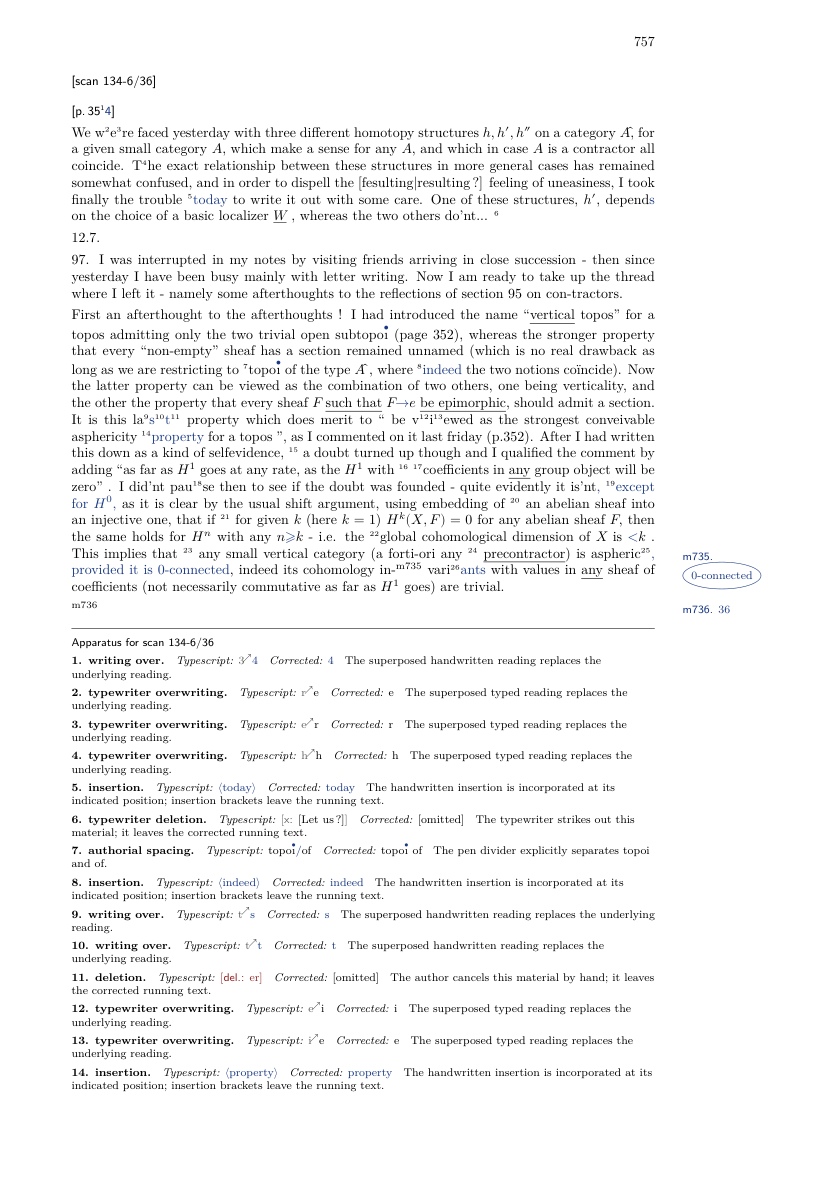 757
[scan 134-6/36]
[p. 35¹4]
We w²e³re faced yesterday with three different homotopy structures h, h′, h″ on a category Aˆ, for
a given small category A, which make a sense for any A, and which in case A is a contractor all
coincide. T⁴he exact relationship between these structures in more general cases has remained
somewhat confused, and in order to dispell the [fesulting|resulting ?] feeling of uneasiness, I took
finally the trouble ⁵today to write it out with some care. One of these structures, h′, depends
on the choice of a basic localizer W , whereas the two others do'nt... ⁶
12.7.
97. I was interrupted in my notes by visiting friends arriving in close succession - then since
yesterday I have been busy mainly with letter writing. Now I am ready to take up the thread
where I left it - namely some afterthoughts to the reflections of section 95 on con-tractors.
First an afterthought to the afterthoughts ! I had introduced the name “vertical topos” for a
topos admitting only the two trivial open subtopoi (page 352), whereas the stronger property
that every “non-empty” sheaf has a section remained unnamed (which is no real drawback as
long as we are restricting to ⁷topoi of the type Aˆ, where ⁸indeed the two notions coïncide). Now
the latter property can be viewed as the combination of two others, one being verticality, and
the other the property that every sheaf F such that F→e be epimorphic, should admit a section.
It is this la⁹s¹⁰t¹¹ property which does merit to “ be v¹²i¹³ewed as the strongest conveivable
asphericity ¹⁴property for a topos ”, as I commented on it last friday (p.352). After I had written
this down as a kind of selfevidence, ¹⁵ a doubt turned up though and I qualified the comment by
adding “as far as H¹ goes at any rate, as the H¹ with ¹⁶ ¹⁷coefficients in any group object will be
zero” . I did'nt pau¹⁸se then to see if the doubt was founded - quite evidently it is'nt, ¹⁹except
for H⁰, as it is clear by the usual shift argument, using embedding of ²⁰ an abelian sheaf into
an injective one, that if ²¹ for given k (here k = 1) Hᵏ(X, F) = 0 for any abelian sheaf F, then
the same holds for Hⁿ with any n⩾k - i.e. the ²²global cohomological dimension of X is <k .
This implies that ²³ any small vertical category (a forti-ori any ²⁴ precontractor) is aspheric²⁵,
provided it is 0-connected, indeed its cohomology in-ᵐ⁷³⁵ vari²⁶ants with values in any sheaf of
coefficients (not necessarily commutative as far as H¹ goes) are trivial.
m736
m735.
0-connected
m736. 36
Apparatus for scan 134-6/36
1. writing over. Typescript: 3↗4 Corrected: 4 The superposed handwritten reading replaces the
underlying reading.
2. typewriter overwriting. Typescript: r↗e Corrected: e The superposed typed reading replaces the
underlying reading.
3. typewriter overwriting. Typescript: e↗r Corrected: r The superposed typed reading replaces the
underlying reading.
4. typewriter overwriting. Typescript: b↗h Corrected: h The superposed typed reading replaces the
underlying reading.
5. insertion. Typescript: ⟨today⟩ Corrected: today The handwritten insertion is incorporated at its
indicated position; insertion brackets leave the running text.
6. typewriter deletion. Typescript: [x: [Let us ?]] Corrected: [omitted] The typewriter strikes out this
material; it leaves the corrected running text.
7. authorial spacing. Typescript: topoi/of Corrected: topoi of The pen divider explicitly separates topoi
and of.
8. insertion. Typescript: ⟨indeed⟩ Corrected: indeed The handwritten insertion is incorporated at its
indicated position; insertion brackets leave the running text.
9. writing over. Typescript: t↗s Corrected: s The superposed handwritten reading replaces the underlying
reading.
10. writing over. Typescript: t↗t Corrected: t The superposed handwritten reading replaces the
underlying reading.
11. deletion. Typescript: [del.: er] Corrected: [omitted] The author cancels this material by hand; it leaves
the corrected running text.
12. typewriter overwriting. Typescript: e↗i Corrected: i The superposed typed reading replaces the
underlying reading.
13. typewriter overwriting. Typescript: i↗e Corrected: e The superposed typed reading replaces the
underlying reading.
14. insertion. Typescript: ⟨property⟩ Corrected: property The handwritten insertion is incorporated at its
indicated position; insertion brackets leave the running text.